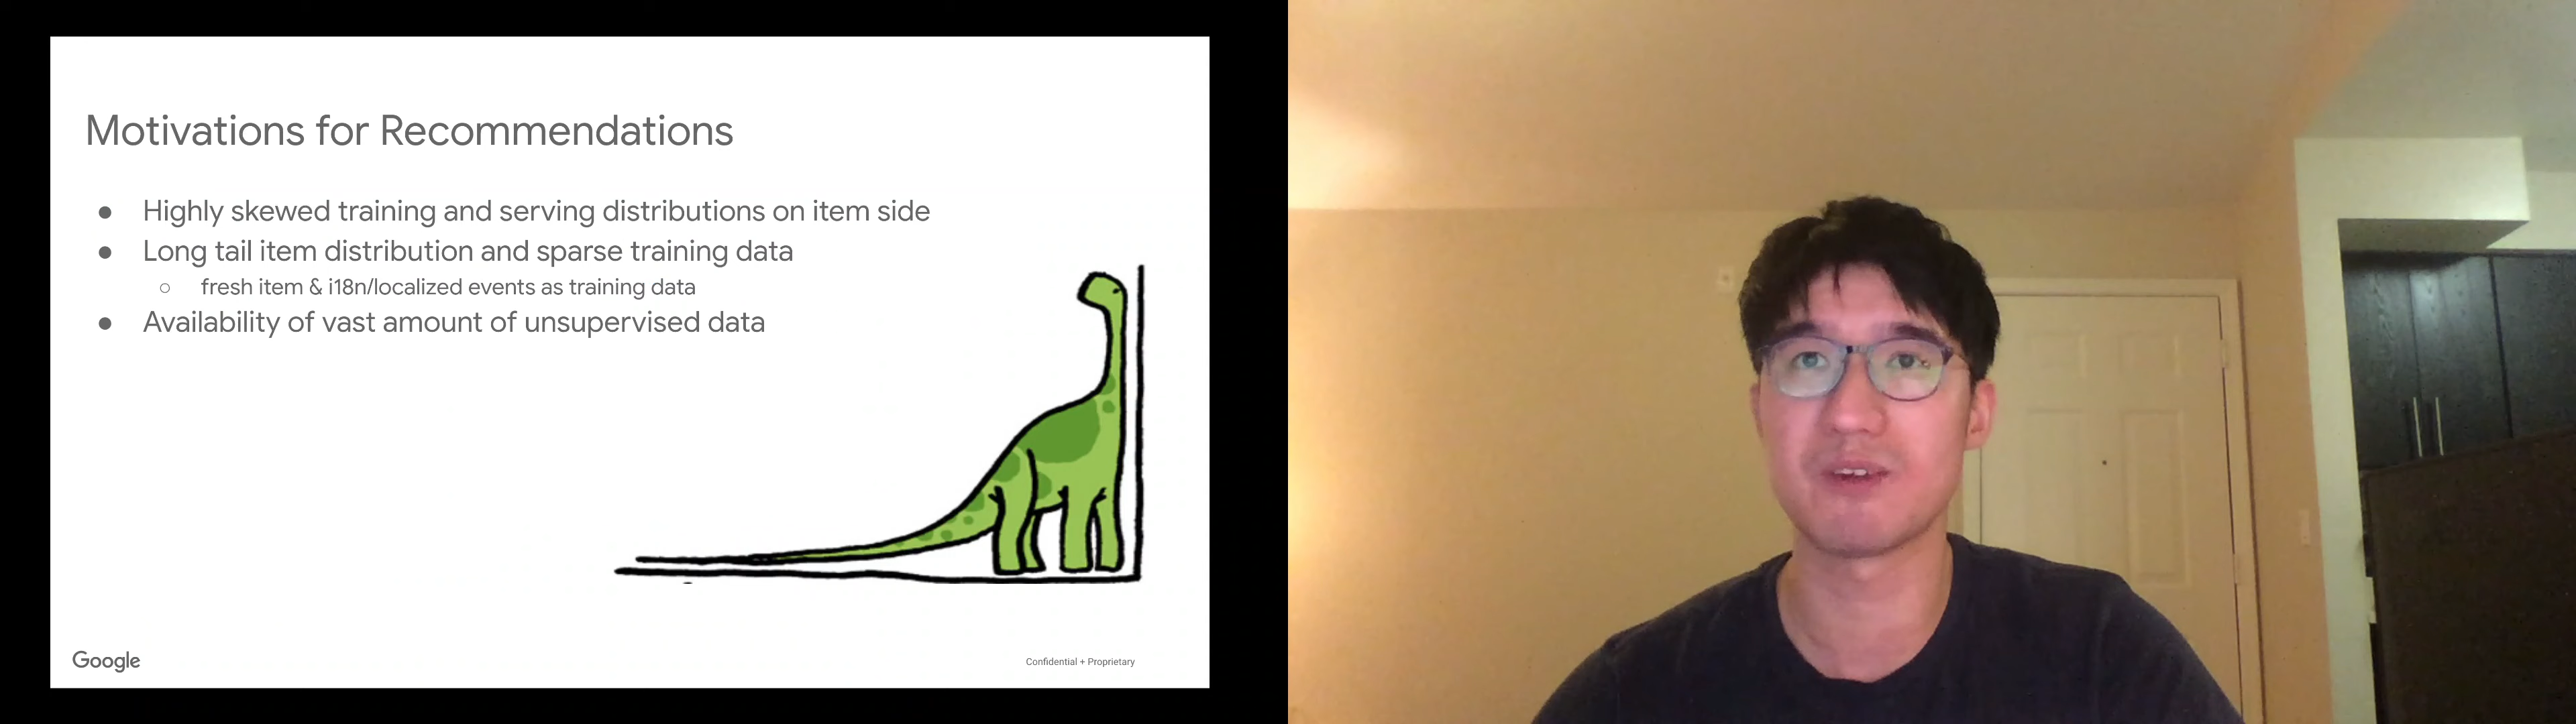 Motivations for Recommendations
● Highly skewed training and serving distributions on item side
● Long tail item distribution and sparse training data
○ fresh item & i18n/localized events as training data
● Availability of vast amount of unsupervised data
Google
Confidential + Proprietary